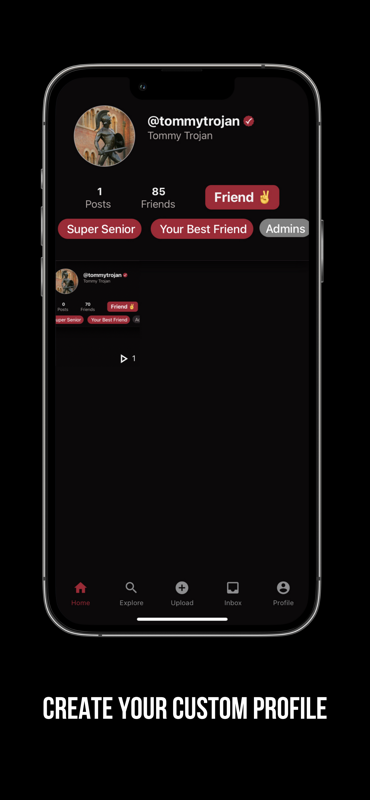 @tommytrojan
Tommy Trojan
1
Posts
85
Friends
Friend ✌️
Super Senior
Your Best Friend
Admins
@tommytrojan
Tommy Trojan
0
Posts
70
Friends
Friend ✌️
uper Senior
Your Best Friend
1
Home
Explore
Upload
Inbox
Profile
CREATE YOUR CUSTOM PROFILE